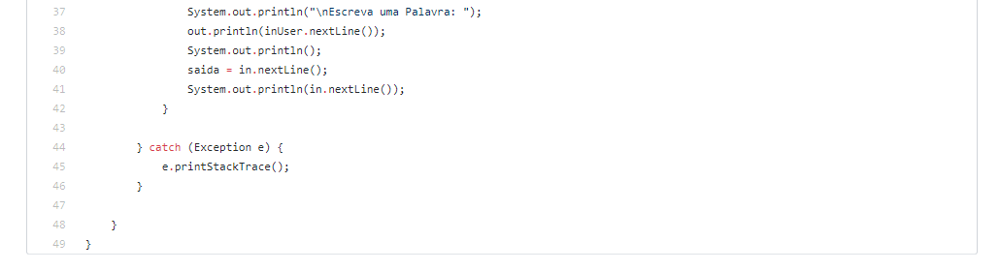 37 System.out.println("\nEscreva uma Palavra: ");
38 out.println(inUser.nextLine());
39 System.out.println();
40 saida = in.nextLine();
41 System.out.println(in.nextLine());
42 }
43
44 } catch (Exception e) {
45 e.printStackTrace();
46 }
47
48 }
49 }